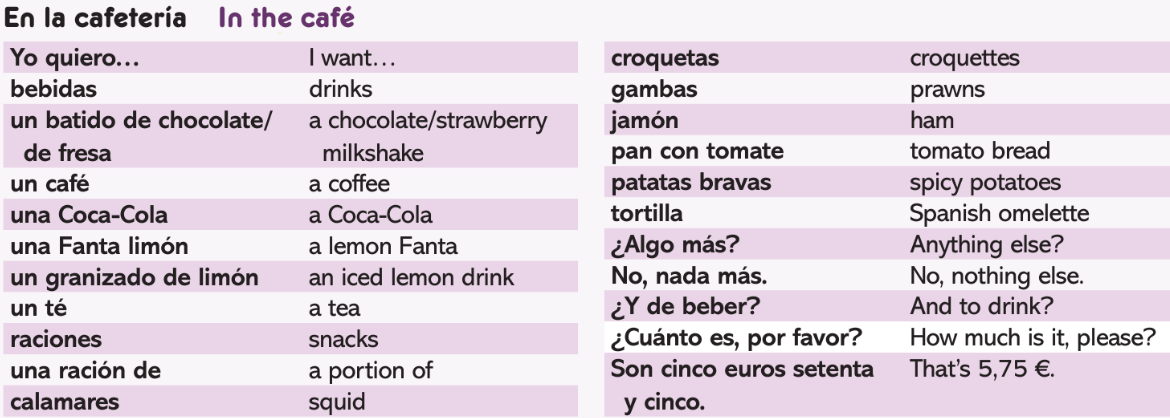 En la cafetería In the café
Yo quiero… I want…
bebidas drinks
un batido de chocolate/ a chocolate/strawberry
de fresa milkshake
un café a coffee
una Coca-Cola a Coca-Cola
una Fanta limón a lemon Fanta
un granizado de limón an iced lemon drink
un té a tea
raciones snacks
una ración de a portion of
calamares squid
croquetas croquettes
gambas prawns
jamón ham
pan con tomate tomato bread
patatas bravas spicy potatoes
tortilla Spanish omelette
¿Algo más? Anything else?
No, nada más. No, nothing else.
¿Y de beber? And to drink?
¿Cuánto es, por favor? How much is it, please?
Son cinco euros setenta That's 5,75 €.
y cinco.